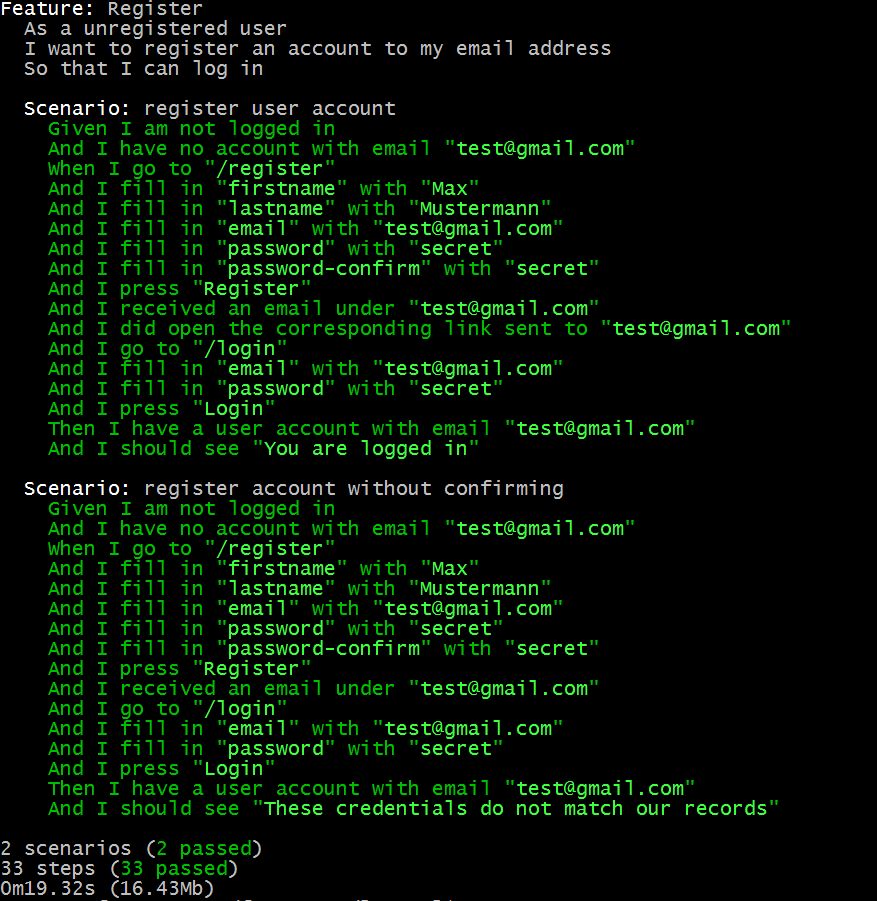 Feature: Register
As a unregistered user
I want to register an account to my email address
So that I can log in
Scenario: register user account
Given I am not logged in
And I have no account with email "test@gmail.com"
When I go to "/register"
And I fill in "firstname" with "Max"
And I fill in "lastname" with "Mustermann"
And I fill in "email" with "test@gmail.com"
And I fill in "password" with "secret"
And I fill in "password-confirm" with "secret"
And I press "Register"
And I received an email under "test@gmail.com"
And I did open the corresponding link sent to "test@gmail.com"
And I go to "/login"
And I fill in "email" with "test@gmail.com"
And I fill in "password" with "secret"
And I press "Login"
Then I have a user account with email "test@gmail.com"
And I should see "You are logged in"
Scenario: register account without confirming
Given I am not logged in
And I have no account with email "test@gmail.com"
When I go to "/register"
And I fill in "firstname" with "Max"
And I fill in "lastname" with "Mustermann"
And I fill in "email" with "test@gmail.com"
And I fill in "password" with "secret"
And I fill in "password-confirm" with "secret"
And I press "Register"
And I received an email under "test@gmail.com"
And I go to "/login"
And I fill in "email" with "test@gmail.com"
And I fill in "password" with "secret"
And I press "Login"
Then I have a user account with email "test@gmail.com"
And I should see "These credentials do not match our records"
2 scenarios (2 passed)
33 steps (33 passed)
0m19.32s (16.43Mb)